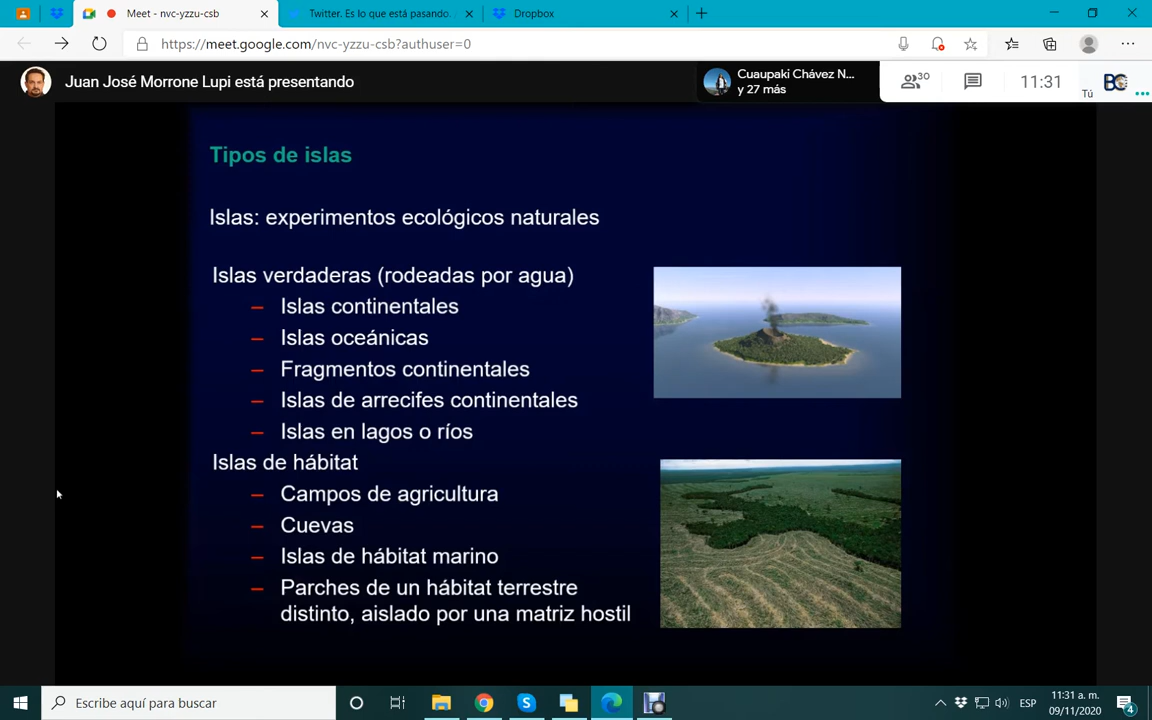 Meet - nvc-yzzu-csb
Twitter. Es lo que está pasando.
Dropbox
https://meet.google.com/nvc-yzzu-csb?authuser=0
Juan José Morrone Lupi está presentando
Cuaupaki Chávez N...
y 27 más
30
11:31
Tú
BC
Tipos de islas
Islas: experimentos ecológicos naturales
Islas verdaderas (rodeadas por agua)
– Islas continentales
– Islas oceánicas
– Fragmentos continentales
– Islas de arrecifes continentales
– Islas en lagos o ríos
Islas de hábitat
– Campos de agricultura
– Cuevas
– Islas de hábitat marino
– Parches de un hábitat terrestre
distinto, aislado por una matriz hostil
Escribe aquí para buscar
ESP
11:31 a. m.
09/11/2020
4